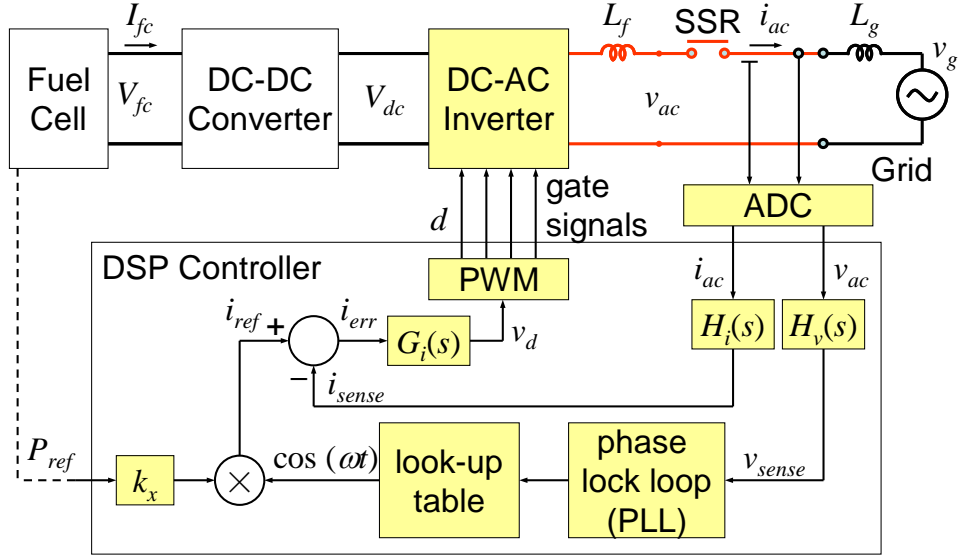 I_fc
L_f
SSR
i_ac
L_g
v_g
Fuel
Cell
V_fc
DC-DC
Converter
V_dc
DC-AC
Inverter
v_ac
Grid
d
gate
signals
ADC
DSP Controller
PWM
i_ac
v_ac
i_ref
+
i_err
G_i(s)
v_d
H_i(s)
H_v(s)
−
i_sense
P_ref
k_x
×
cos (ωt)
look-up
table
phase
lock loop
(PLL)
v_sense